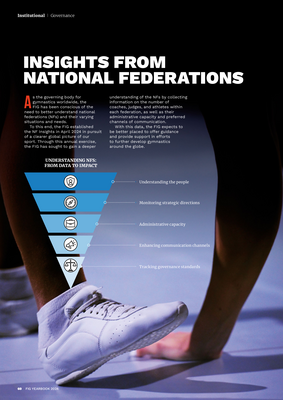 Institutional | Governance
INSIGHTS FROM
NATIONAL FEDERATIONS
As the governing body for
gymnastics worldwide, the
FIG has been conscious of the
need to better understand national
federations (NFs) and their varying
situations and needs.
To this end, the FIG established
the NF Insights in April 2024 in pursuit
of a clearer global picture of our
sport. Through this annual exercise,
the FIG has sought to gain a deeper
understanding of the NFs by collecting
information on the number of
coaches, judges, and athletes within
each federation, as well as their
administrative capacity and preferred
channels of communication.
With this data, the FIG expects to
be better placed to offer guidance
and provide support in efforts
to further develop gymnastics
around the globe.
UNDERSTANDING NFS:
FROM DATA TO IMPACT
Understanding the people
Monitoring strategic directions
Administrative capacity
Enhancing communication channels
Tracking governance standards
FIG YEARBOOK